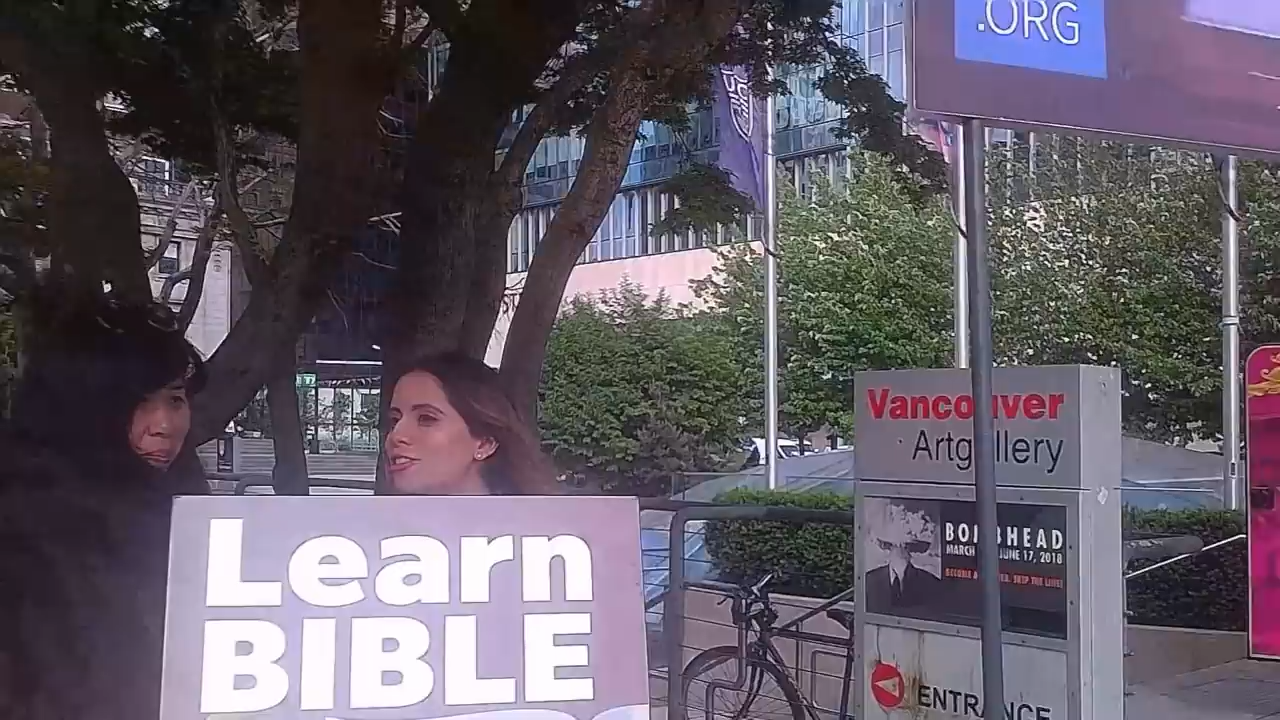 .ORG
Vancouver
Artgallery
BOMBHEAD
MARCH JUNE 17, 2018
ENTRANCE
Learn
BIBLE